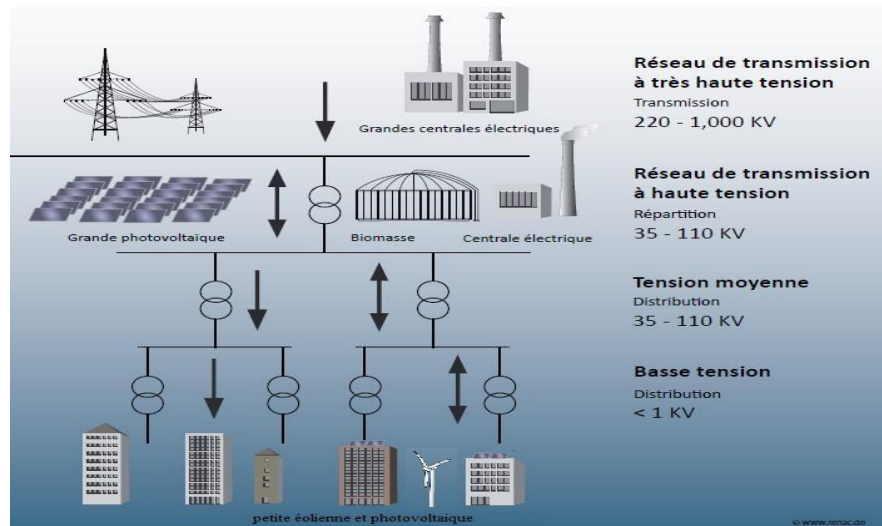 Réseau de transmission
à très haute tension
Transmission
220 - 1,000 KV
Grandes centrales électriques
Réseau de transmission
à haute tension
Répartition
35 - 110 KV
Grande photovoltaïque
Biomasse
Centrale électrique
Tension moyenne
Distribution
35 - 110 KV
Basse tension
Distribution
< 1 KV
petite éolienne et photovoltaique
© www.renac.de